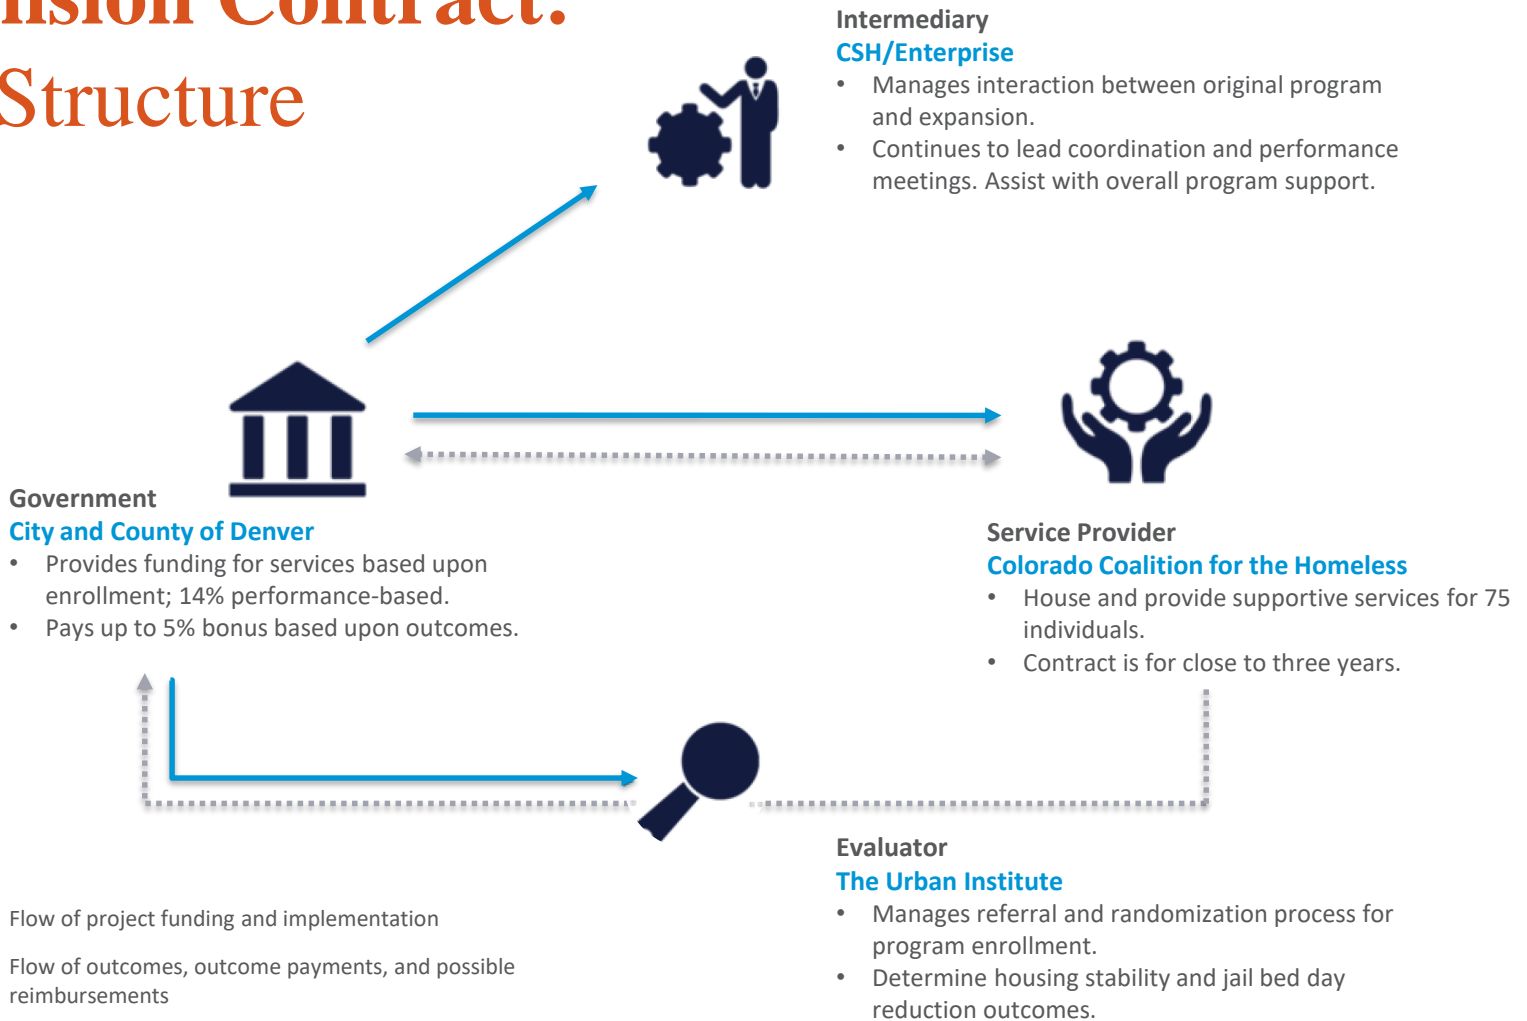 Structure
Intermediary
CSH/Enterprise
• Manages interaction between original program
and expansion.
• Continues to lead coordination and performance
meetings. Assist with overall program support.
Government
City and County of Denver
• Provides funding for services based upon
enrollment; 14% performance-based.
• Pays up to 5% bonus based upon outcomes.
Service Provider
Colorado Coalition for the Homeless
• House and provide supportive services for 75
individuals.
• Contract is for close to three years.
Evaluator
The Urban Institute
• Manages referral and randomization process for
program enrollment.
• Determine housing stability and jail bed day
reduction outcomes.
Flow of project funding and implementation
Flow of outcomes, outcome payments, and possible
reimbursements